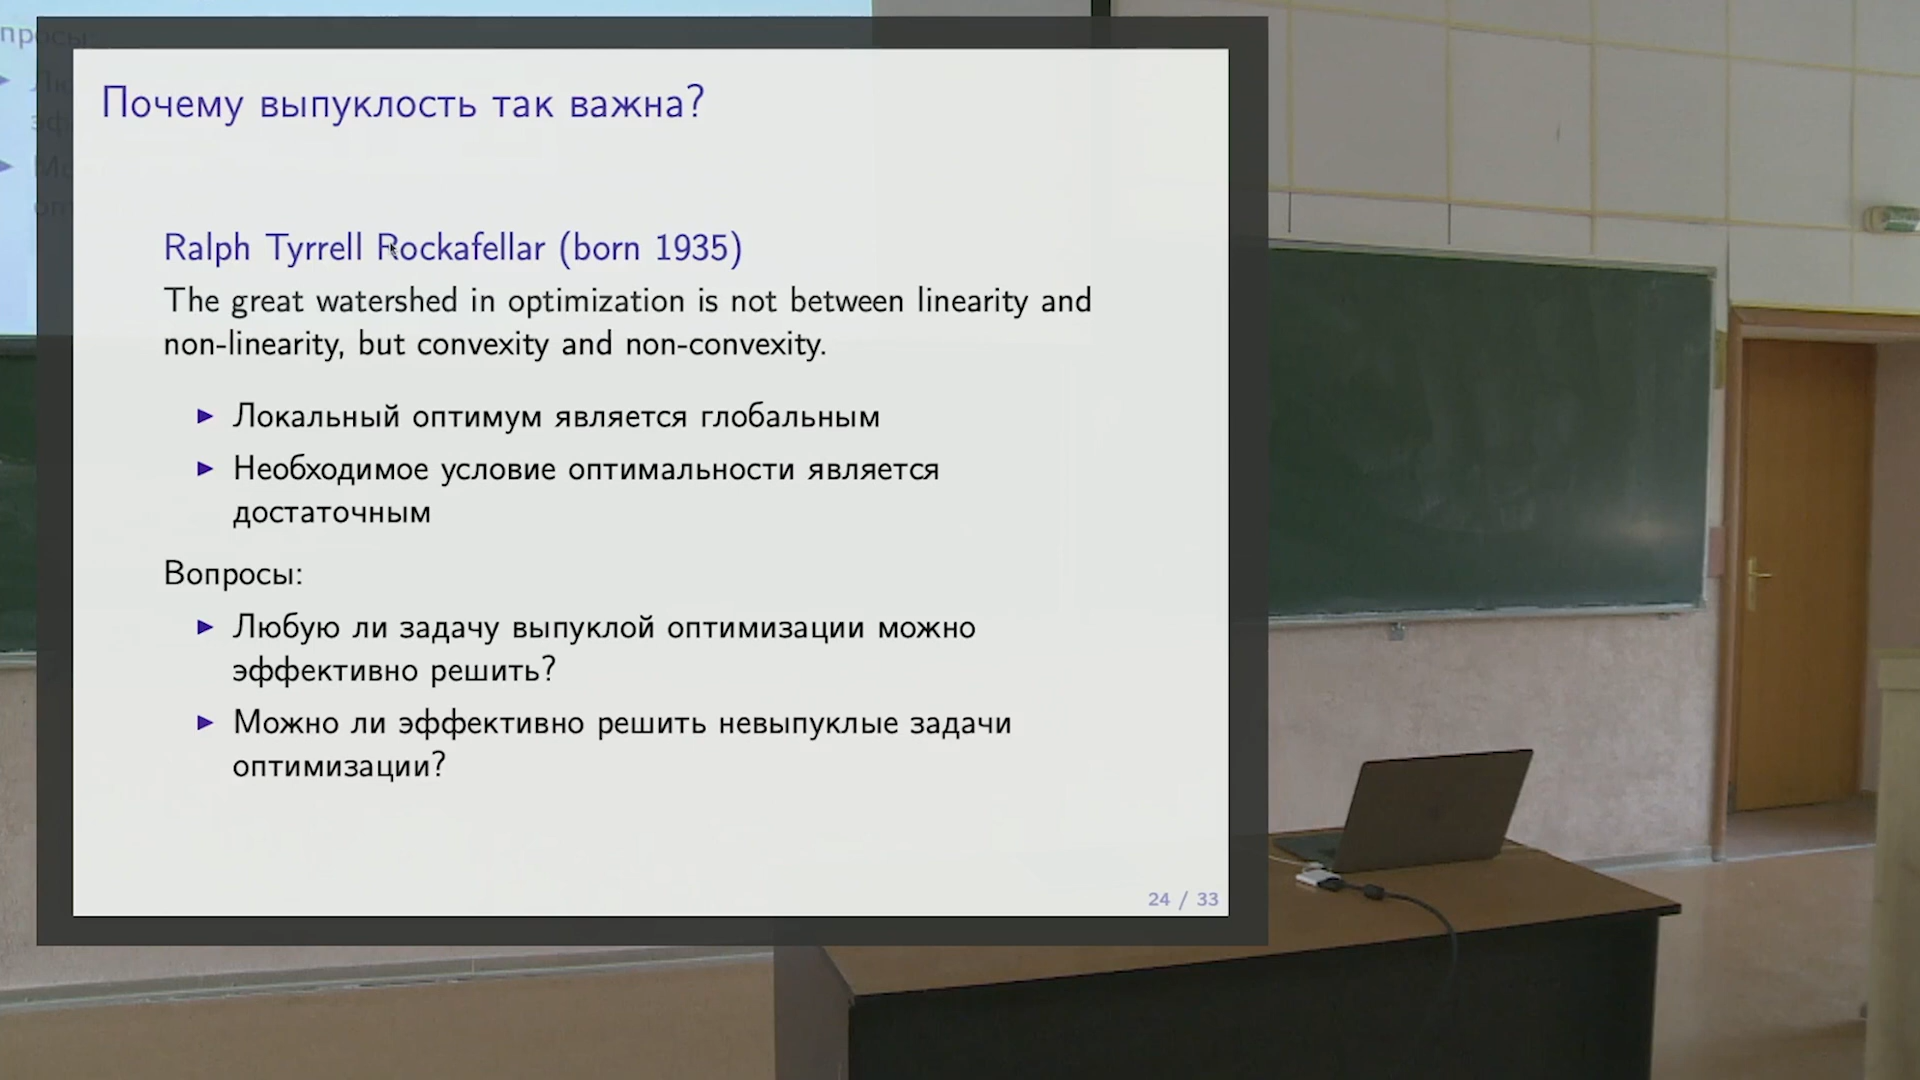 Почему выпуклость так важна?
Ralph Tyrrell Rockafellar (born 1935)
The great watershed in optimization is not between linearity and
non-linearity, but convexity and non-convexity.
▶ Локальный оптимум является глобальным
▶ Необходимое условие оптимальности является
достаточным
Вопросы:
▶ Любую ли задачу выпуклой оптимизации можно
эффективно решить?
▶ Можно ли эффективно решить невыпуклые задачи
оптимизации?
24 / 33